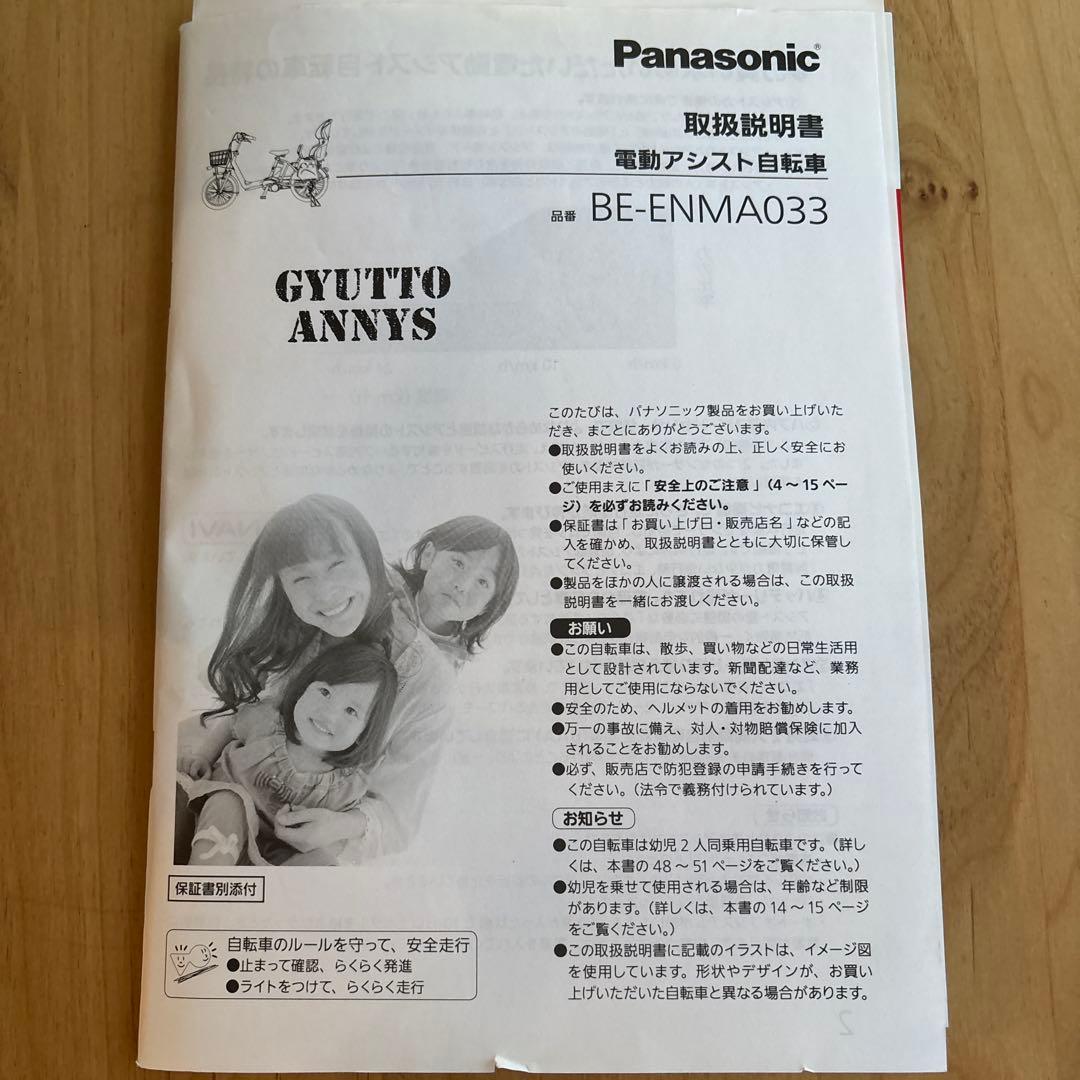 Panasonic®
取扱説明書
電動アシスト自転車
品番 BE-ENMA033
GYUTTO
ANNYS
このたびは、パナソニック製品をお買い上げいた
だき、まことにありがとうございます。
●取扱説明書をよくお読みの上、正しく安全にお
使いください。
●ご使用まえに「安全上のご注意」（4～15ペー
ジ）を必ずお読みください。
●保証書は「お買い上げ日・販売店名」などの記
入を確かめ、取扱説明書とともに大切に保管し
てください。
●製品をほかの人に譲渡される場合は、この取扱
説明書を一緒にお渡しください。
お願い
●この自転車は、散歩、買い物などの日常生活用
として設計されています。新聞配達など、業務
用としてご使用にならないでください。
●安全のため、ヘルメットの着用をお勧めします。
●万一の事故に備え、対人・対物賠償保険に加入
されることをお勧めします。
●必ず、販売店で防犯登録の申請手続きを行って
ください。（法令で義務付けられています。）
お知らせ
●この自転車は幼児2人同乗用自転車です。（詳し
くは、本書の48～51ページをご覧ください。）
●幼児を乗せて使用される場合は、年齢など制限
があります。（詳しくは、本書の14～15ページ
をご覧ください。）
●この取扱説明書に記載のイラストは、イメージ図
を使用しています。形状やデザインが、お買い
上げいただいた自転車と異なる場合があります。
保証書別添付
自転車のルールを守って、安全走行
●止まって確認、らくらく発進
●ライトをつけて、らくらく走行